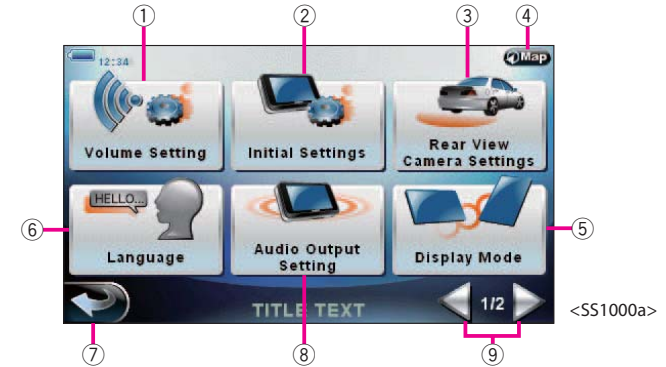 ① ② ③ ④
12:34 Map
Volume Setting
Initial Settings
Rear View
Camera Settings
⑥ HELLO... ⑤
Language
Audio Output
Setting
Display Mode
TITLE TEXT 1/2 <SS1000a>
⑦ ⑧ ⑨